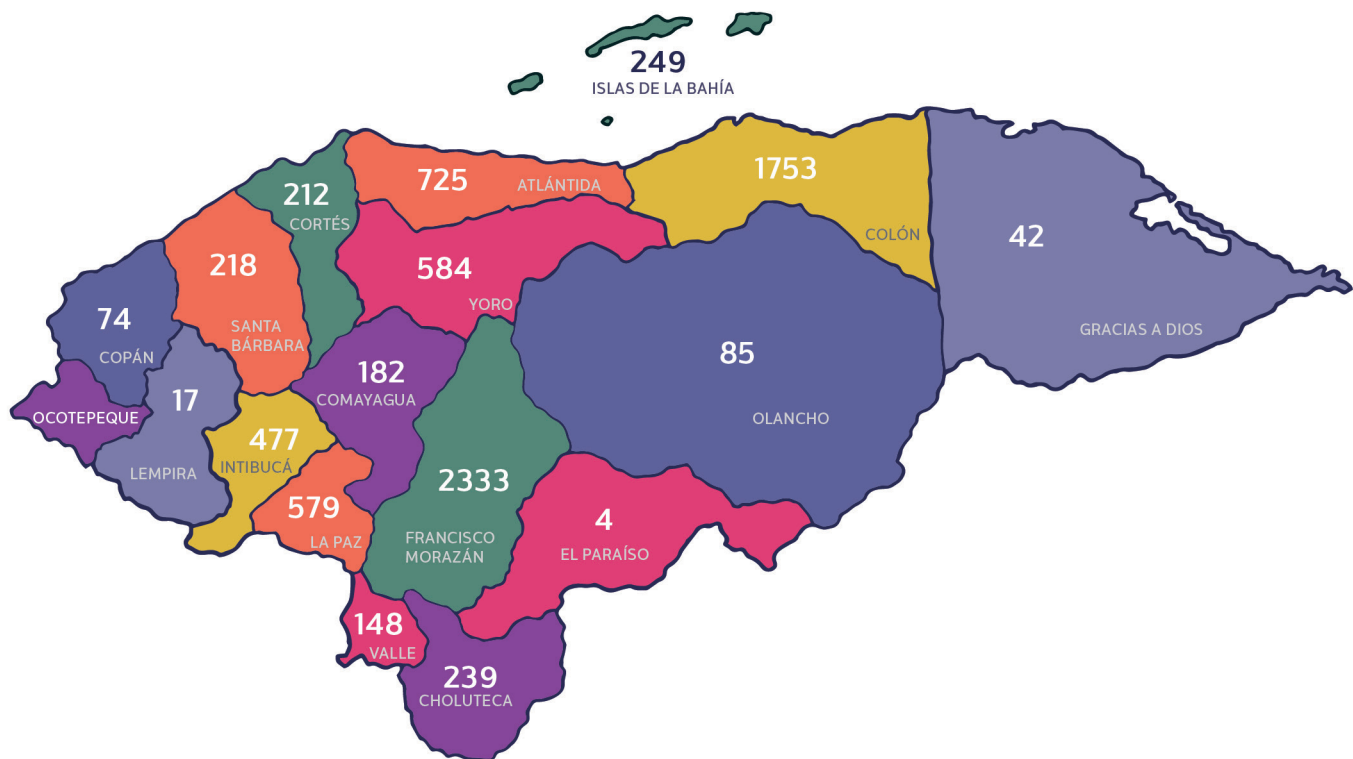 249
ISLAS DE LA BAHÍA
1753
COLÓN
725
ATLÁNTIDA
212
CORTÉS
42
GRACIAS A DIOS
218
SANTA
BÁRBARA
584
YORO
74
COPÁN
85
OLANCHO
182
COMAYAGUA
17
LEMPIRA
OCOTEPEQUE
477
INTIBUCÁ
2333
FRANCISCO
MORAZÁN
579
LA PAZ
4
EL PARAÍSO
148
VALLE
239
CHOLUTECA